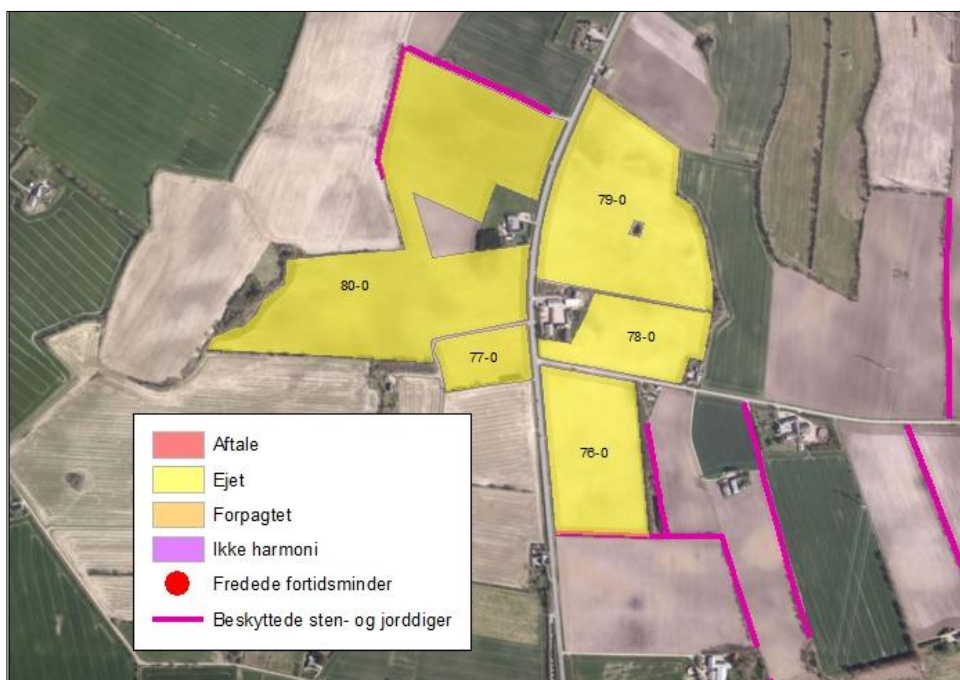 79-0
80-0
78-0
77-0
76-0
Aftale
Ejet
Forpagtet
Ikke harmoni
Fredede fortidsminder
Beskyttede sten- og jorddiger